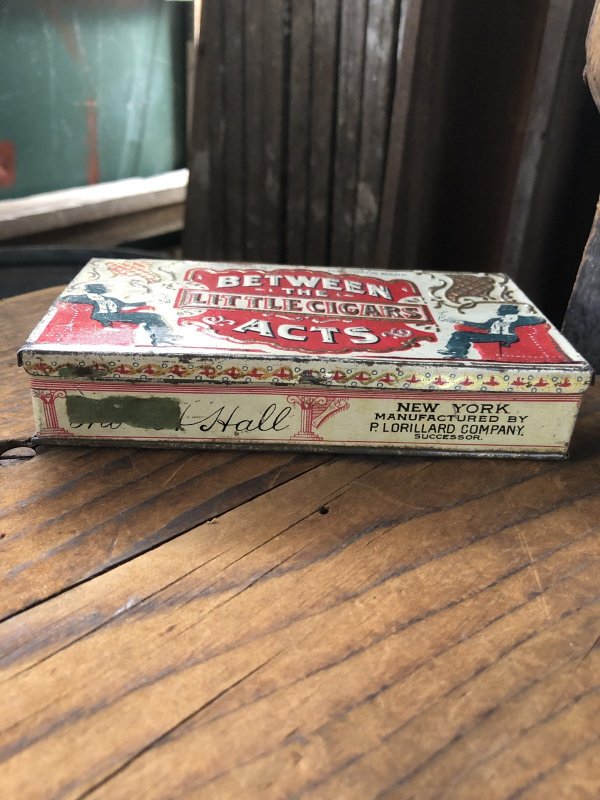 BETWEEN
-THE-
LITTLE CIGARS
ACTS
Hall
NEW YORK
MANUFACTURED BY
P. LORILLARD COMPANY,
SUCCESSOR.